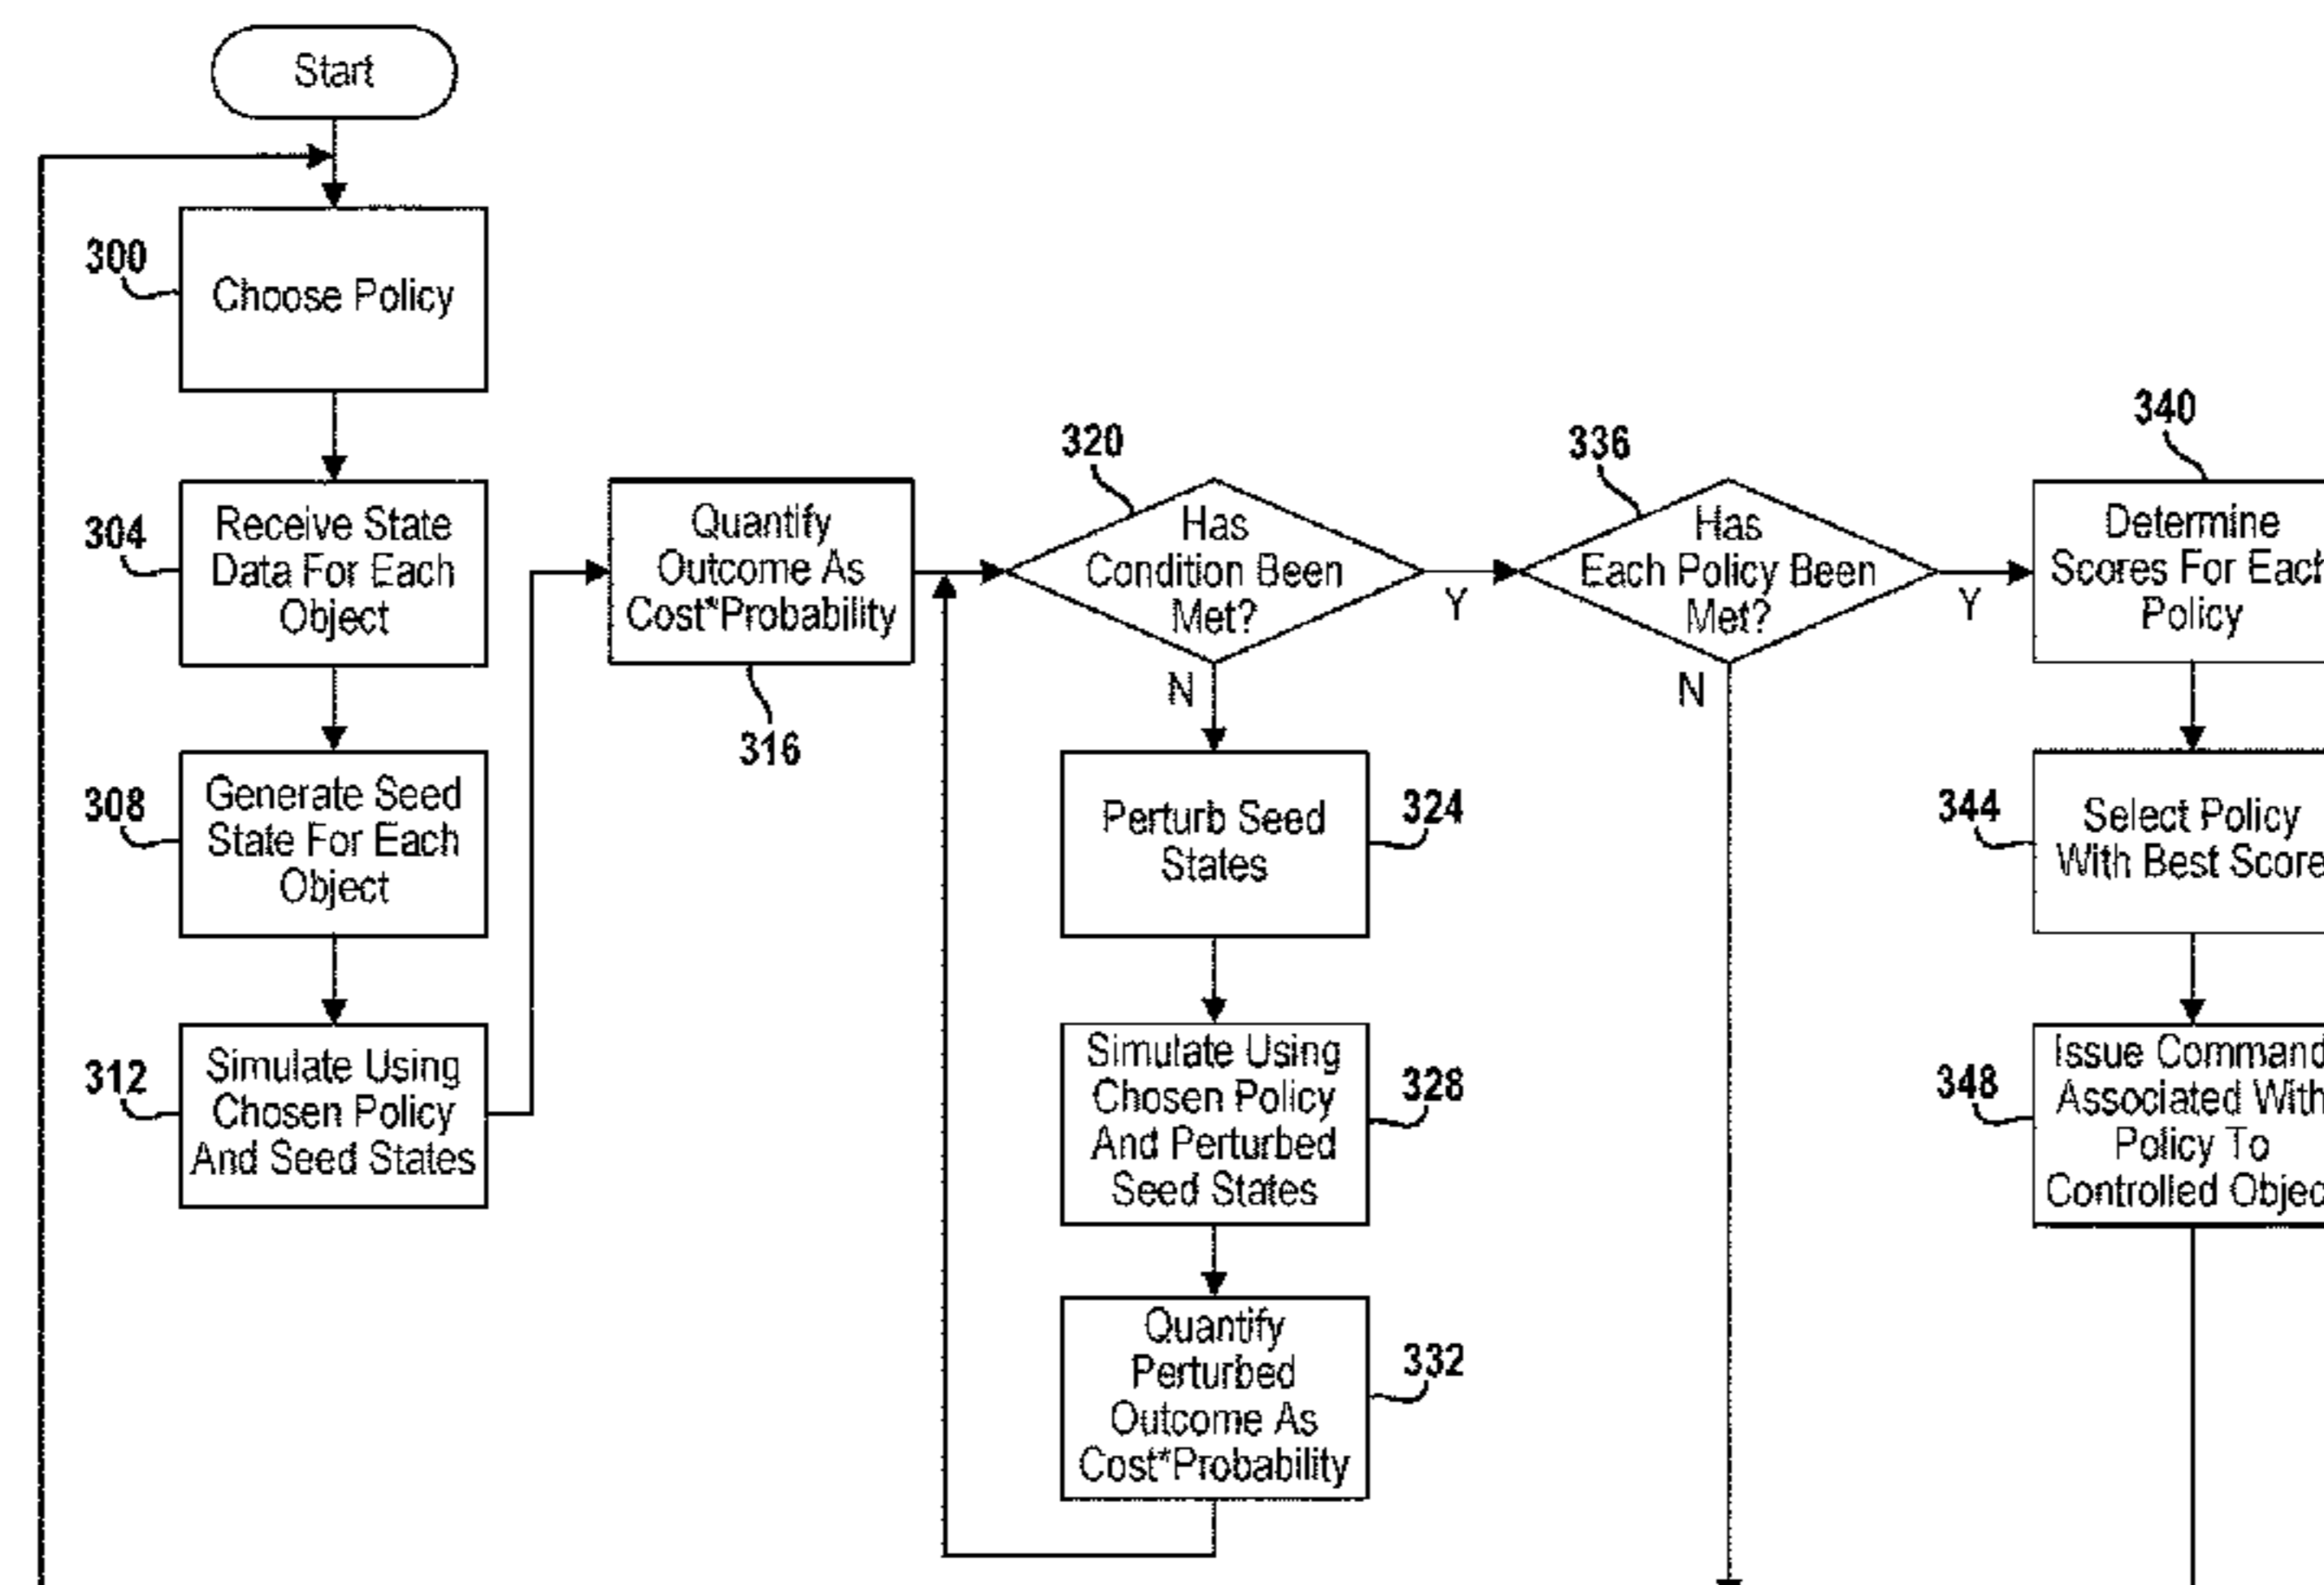 Start
300
Choose Policy
304
Receive State
Data For Each
Object
308
Generate Seed
State For Each
Object
312
Simulate Using
Chosen Policy
And Seed States
Quantify
Outcome As
Cost*Probability
316
320
Has
Condition Been
Met?
Y
N
Perturb Seed
States
324
Simulate Using
Chosen Policy
And Perturbed
Seed States
328
Quantify
Perturbed
Outcome As
Cost*Probability
332
336
Has
Each Policy Been
Met?
Y
N
340
Determine
Scores For Each
Policy
344
Select Policy
With Best Score
348
Issue Command
Associated With
Policy To
Controlled Objec